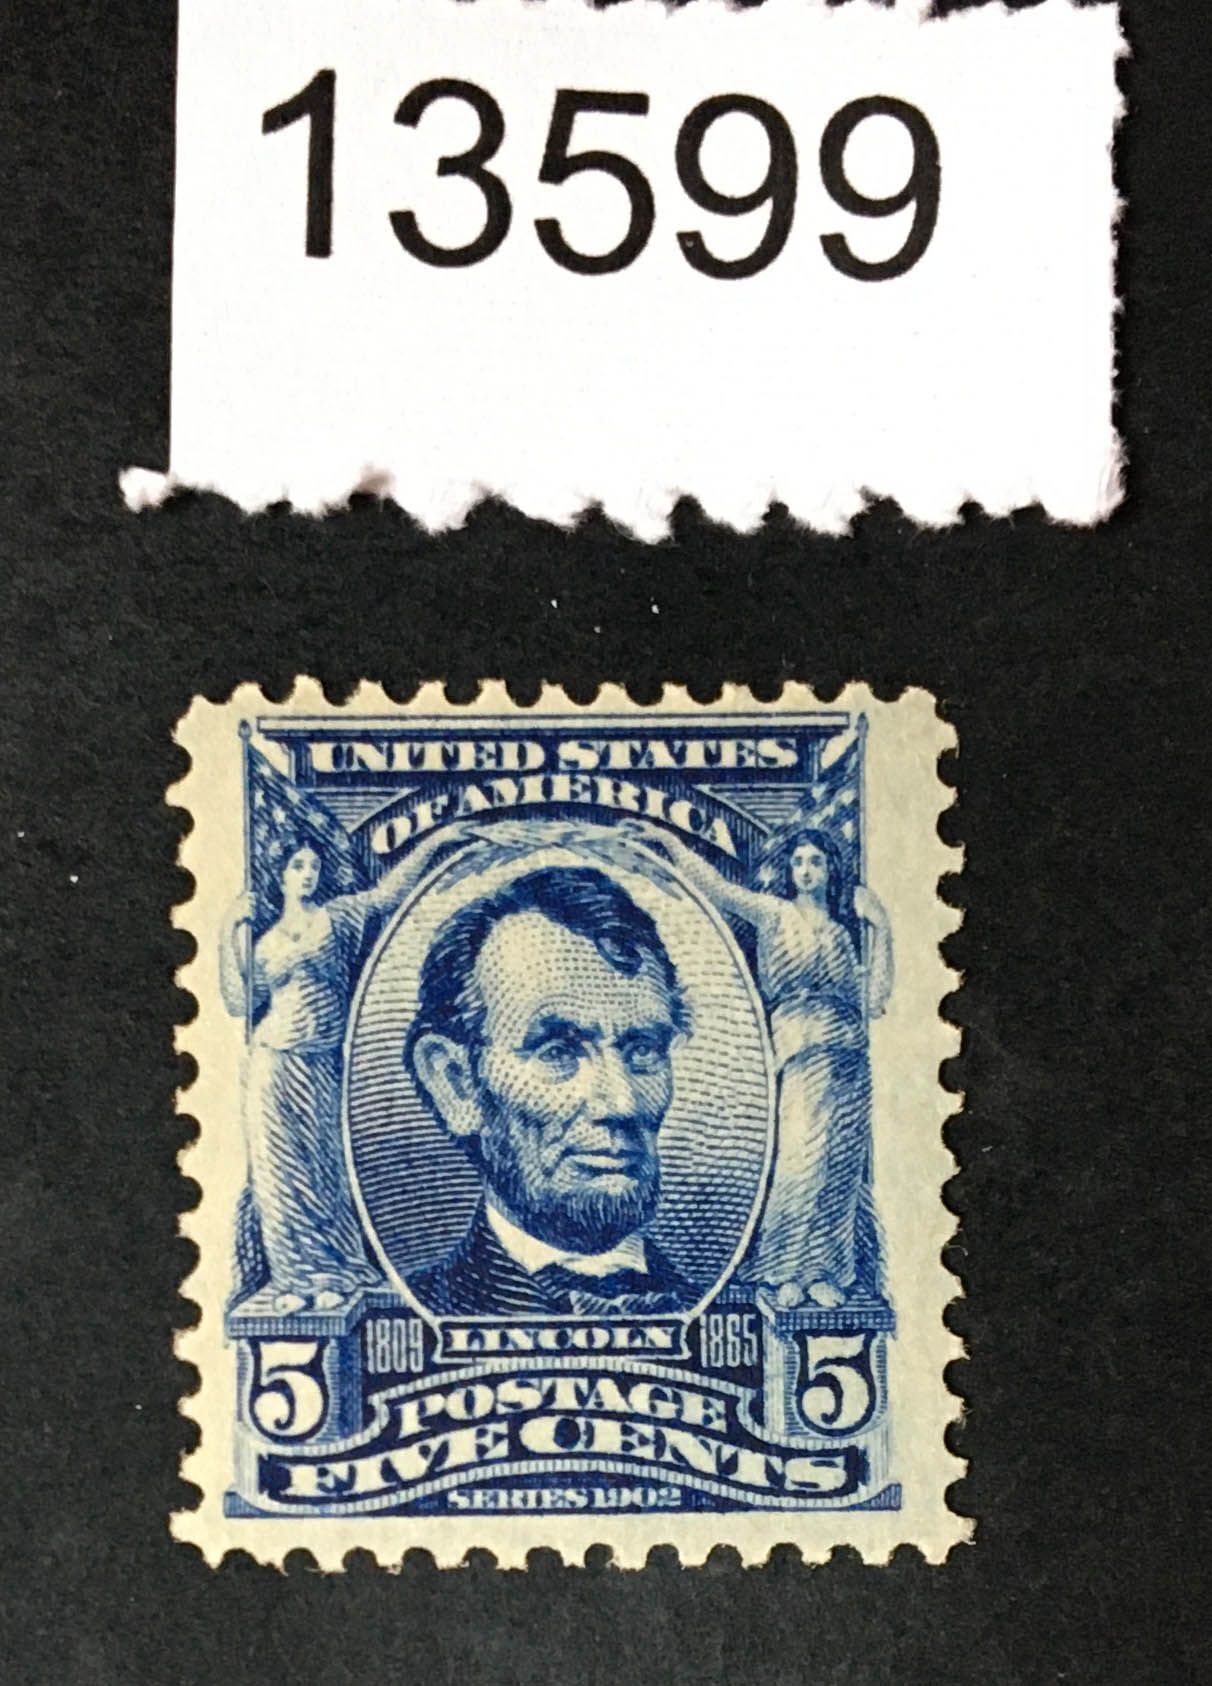 13599
UNITED STATES
OF AMERICA
1809 LINCOLN 1865
5 POSTAGE 5
FIVE CENTS
SERIES 1902